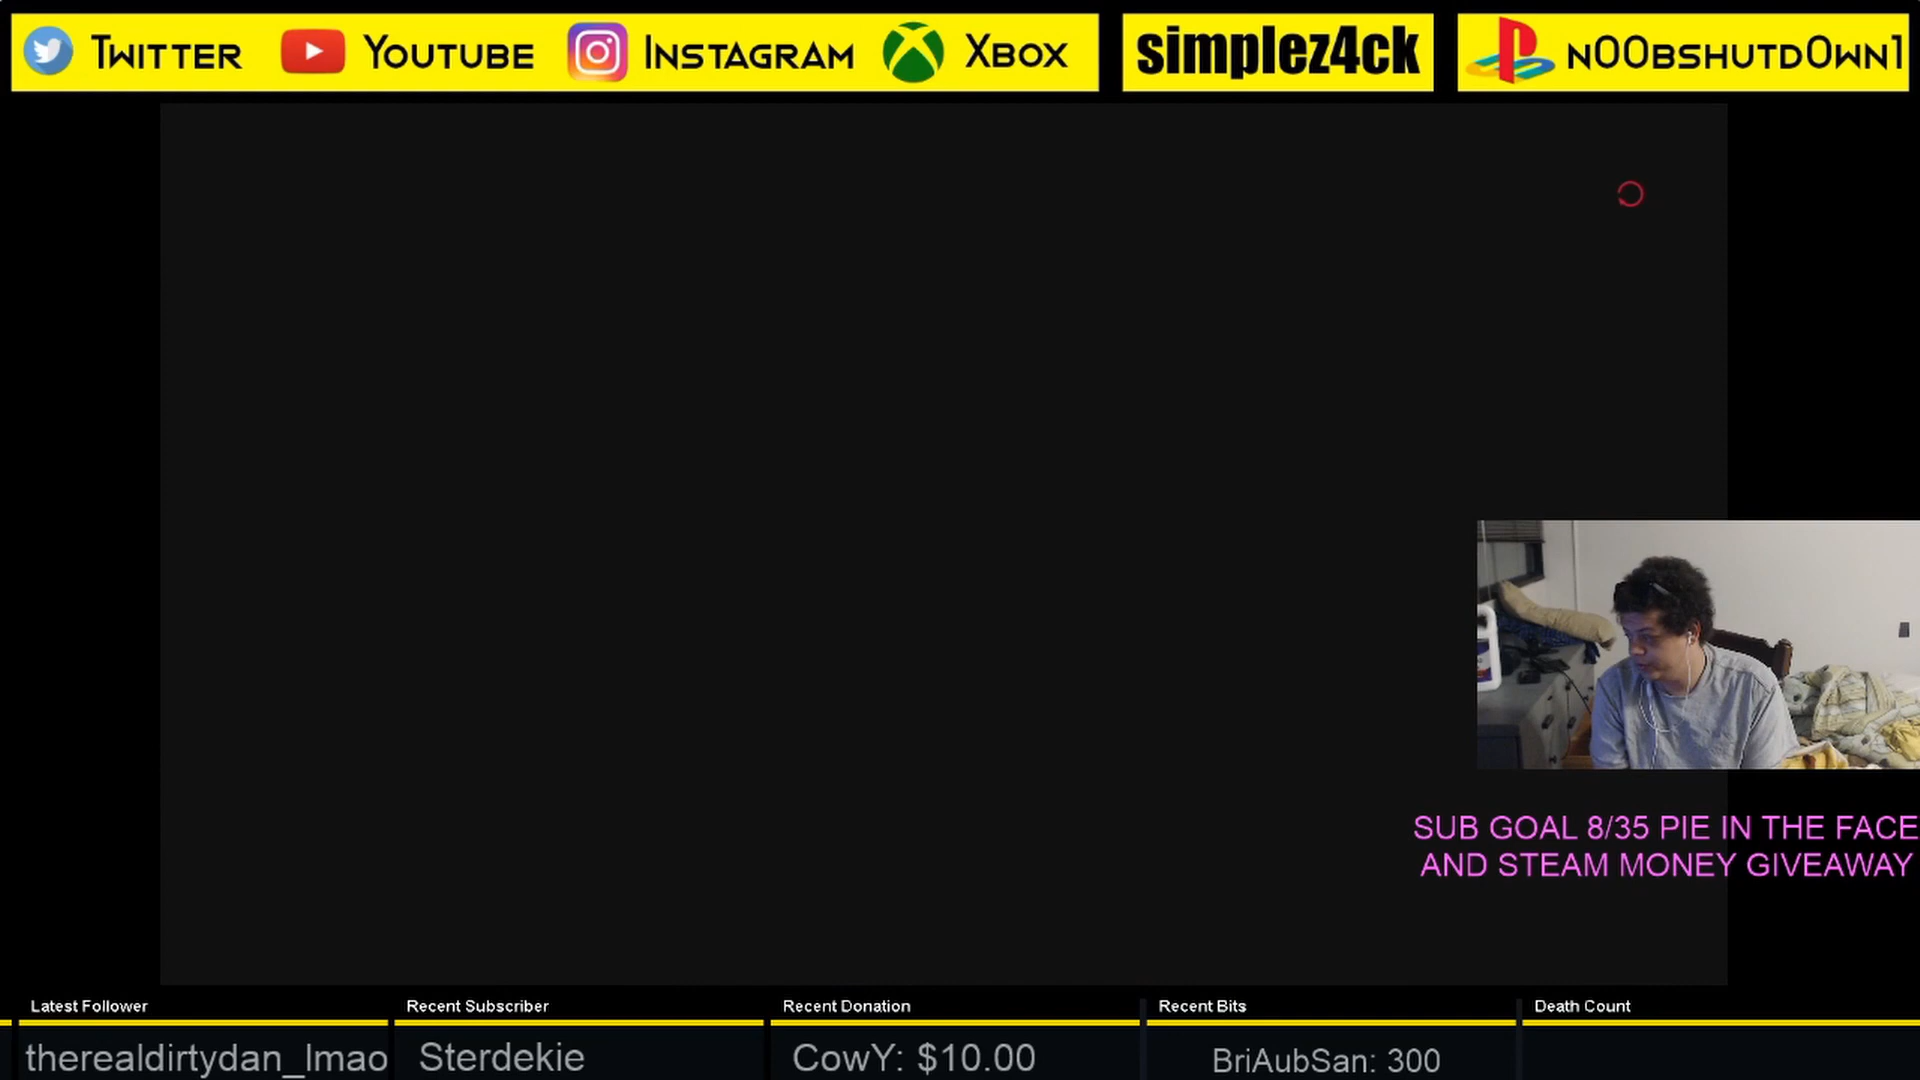 Twitter Youtube Instagram Xbox simplez4ck n00bshutd0wn1
SUB GOAL 8/35 PIE IN THE FACE
AND STEAM MONEY GIVEAWAY
Latest Follower Recent Subscriber Recent Donation Recent Bits Death Count
therealdirtydan_lmao Sterdekie CowY: $10.00 BriAubSan: 300